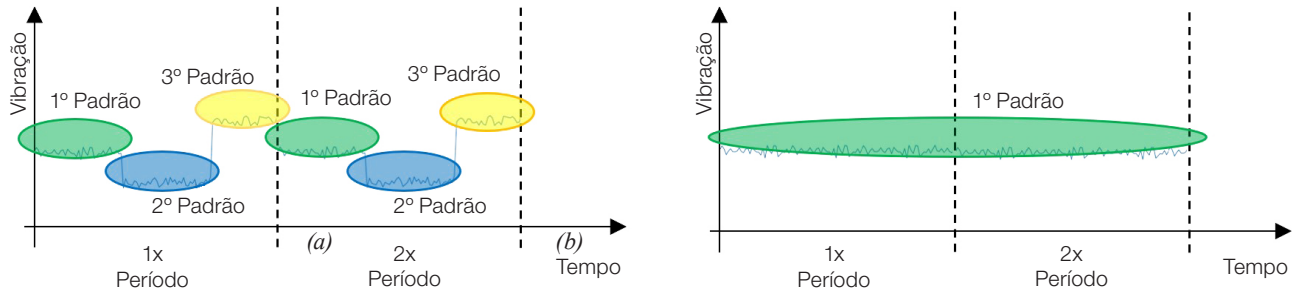 Vibração
1º Padrão
2º Padrão
3º Padrão
1º Padrão
2º Padrão
3º Padrão
(a)
(b)
1x
Período
2x
Período
Tempo
Vibração
1º Padrão
1x
Período
2x
Período
Tempo